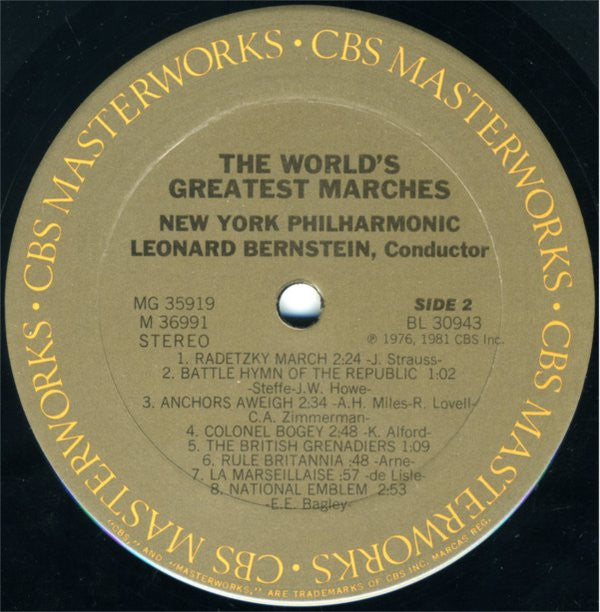 CBS MASTERWORKS · CBS MASTERWORKS · CBS MASTERWORKS · CBS MASTERWORKS ·
THE WORLD'S
GREATEST MARCHES
NEW YORK PHILHARMONIC
LEONARD BERNSTEIN, Conductor
MG 35919
SIDE 2
M 36991
BL 30943
STEREO
℗ 1976, 1981 CBS Inc.
1. RADETZKY MARCH 2:24 -J. Strauss-
2. BATTLE HYMN OF THE REPUBLIC 1:02
-Steffe-J.W. Howe-
3. ANCHORS AWEIGH 2:34 -A.H. Miles-R. Lovell-
C.A. Zimmerman-
4. COLONEL BOGEY 2:48 -K. Alford-
5. THE BRITISH GRENADIERS 1:09
6. RULE BRITANNIA :48 -Arne-
7. LA MARSEILLAISE :57 -de Lisle-
8. NATIONAL EMBLEM 2:53
-E.E. Bagley-
"CBS," AND "MASTERWORKS," ARE TRADEMARKS OF CBS INC. MARCAS REG.